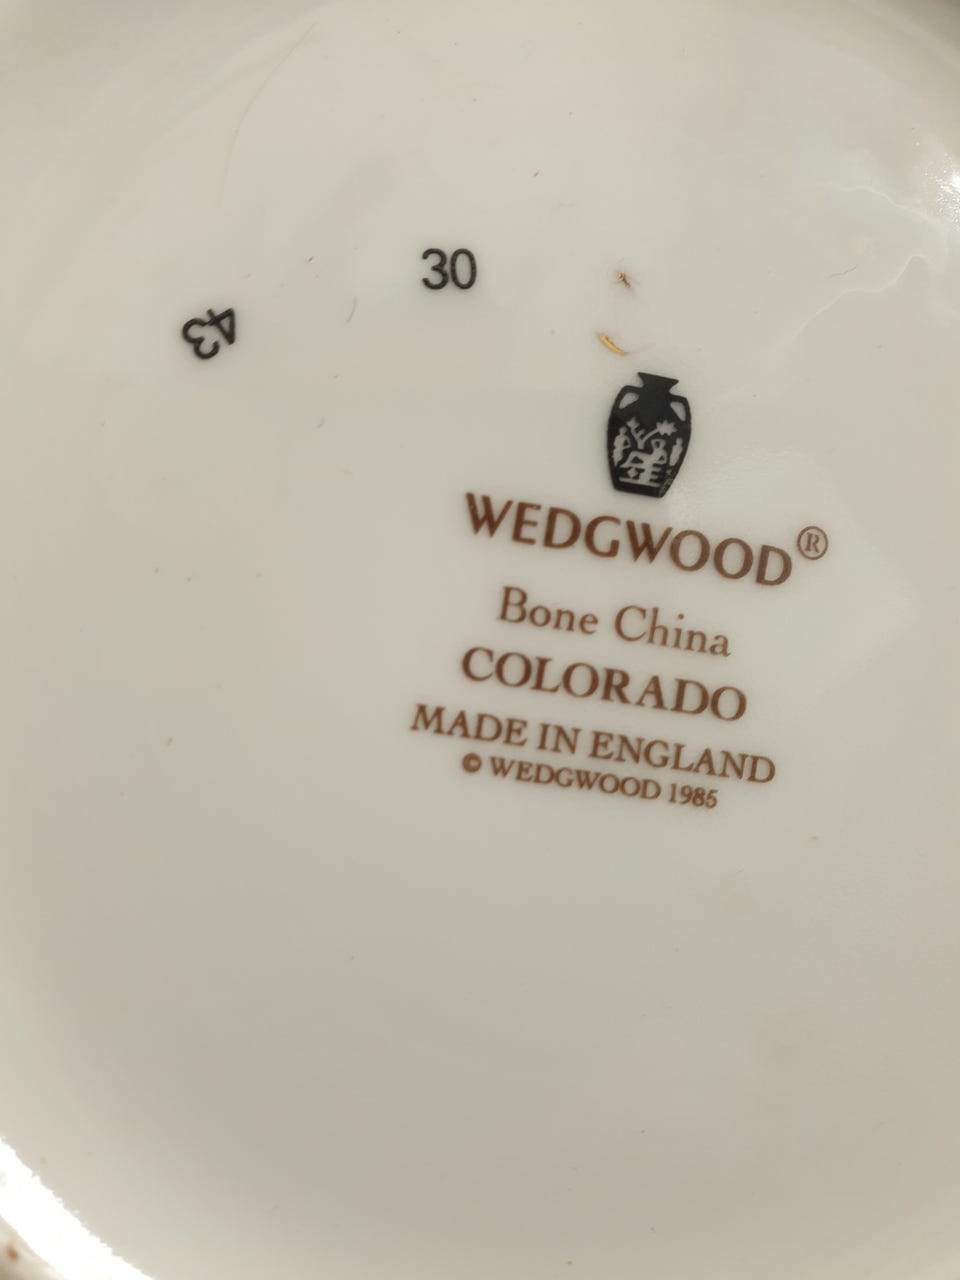 30
43
WEDGWOOD®
Bone China
COLORADO
MADE IN ENGLAND
© WEDGWOOD 1985